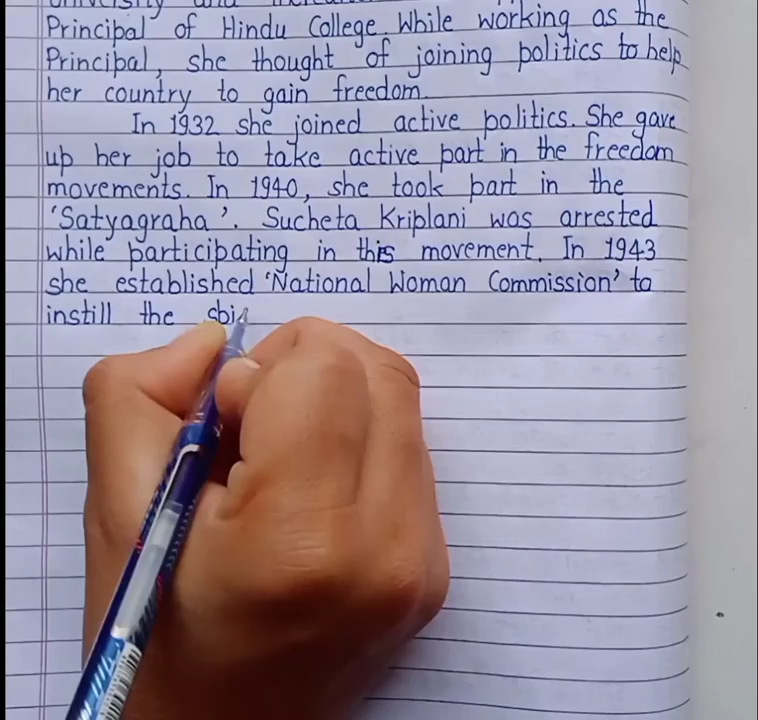 Principal of Hindu College. While working as the
Principal, she thought of joining politics to help
her country to gain freedom.
In 1932 she joined active politics. She gave
up her job to take active part in the freedom
movements. In 1940, she took part in the
'Satyagraha'. Sucheta Kriplani was arrested
while participating in this movement. In 1943
she established 'National Woman Commission' to
instill the